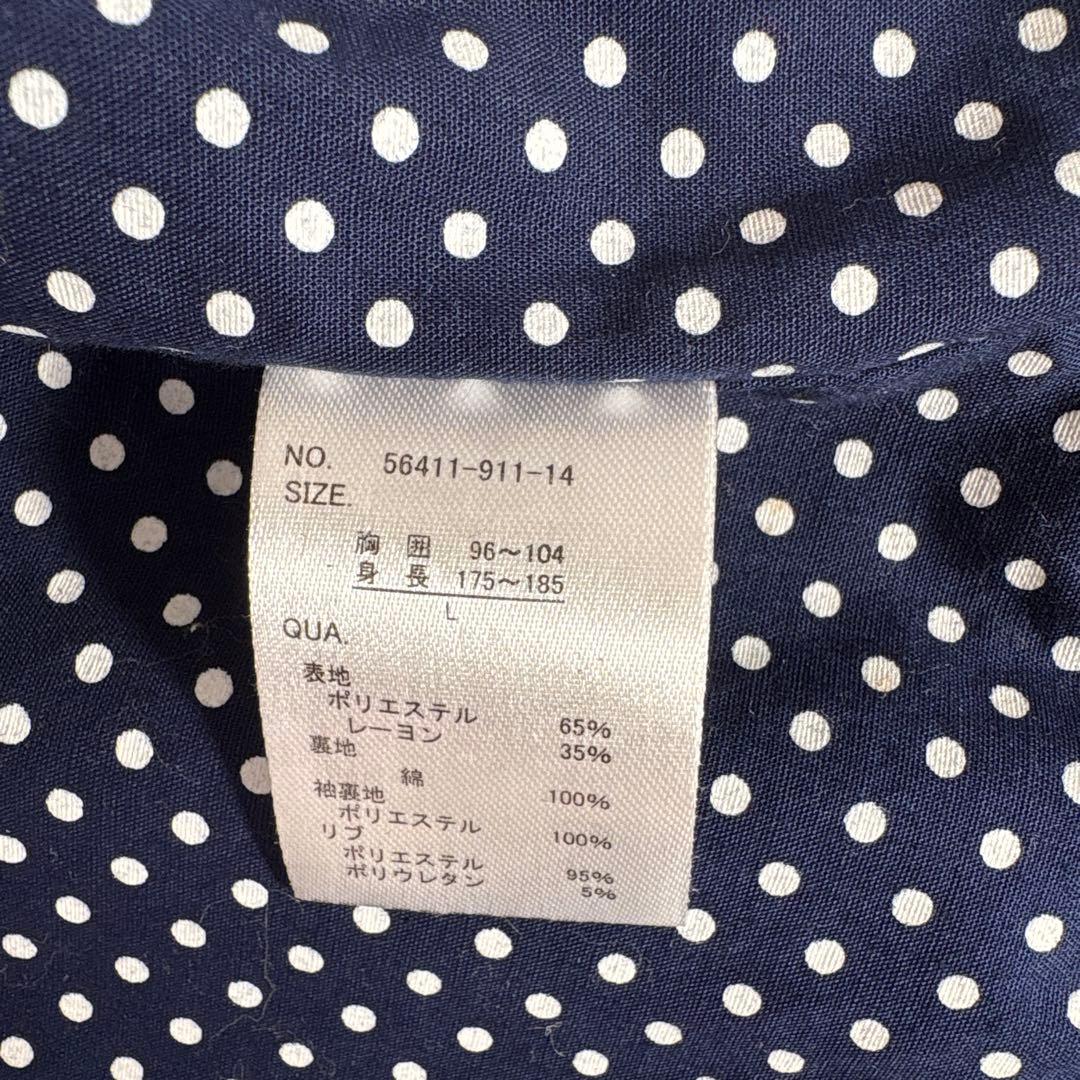 NO. 56411-911-14
SIZE.
胸 囲 96～104
身 長 175～185
L
QUA.
表地
ポリエステル 65%
レーヨン 35%
裏地
綿 100%
袖裏地
ポリエステル 100%
リブ
ポリエステル 95%
ポリウレタン 5%